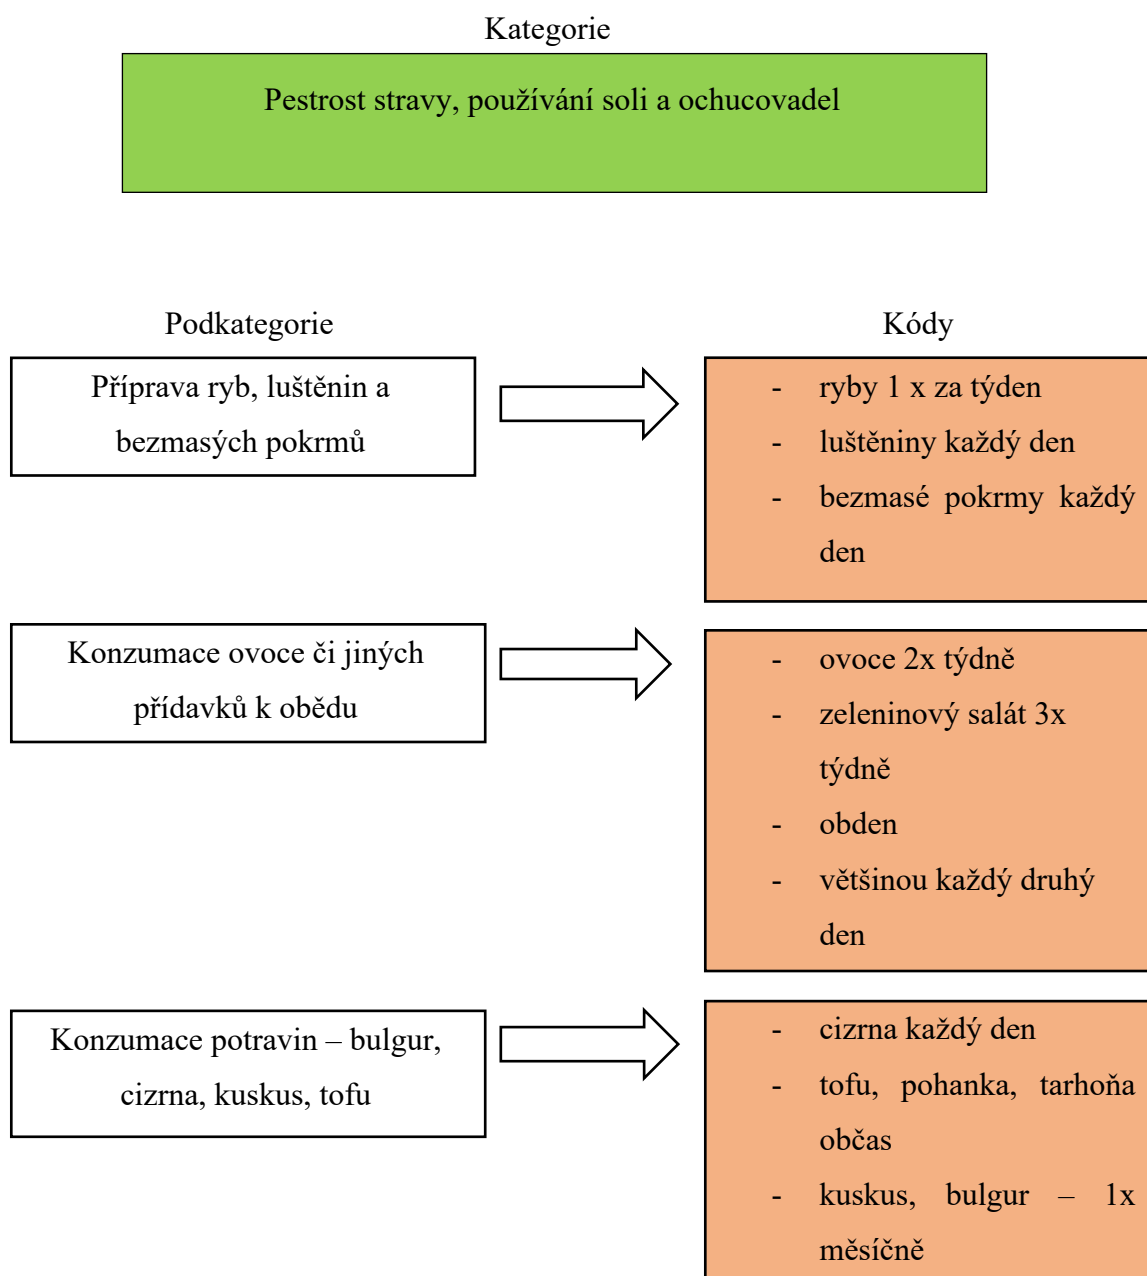 Kategorie
Pestrost stravy, používání soli a ochucovadel
Podkategorie
Kódy
Příprava ryb, luštěnin a
bezmasých pokrmů
- ryby 1 x za týden
- luštěniny každý den
- bezmasé pokrmy každý
den
Konzumace ovoce či jiných
přídavků k obědu
- ovoce 2x týdně
- zeleninový salát 3x
týdně
- obden
- většinou každý druhý
den
Konzumace potravin – bulgur,
cizrna, kuskus, tofu
- cizrna každý den
- tofu, pohanka, tarhoňa
občas
- kuskus, bulgur – 1x
měsíčně